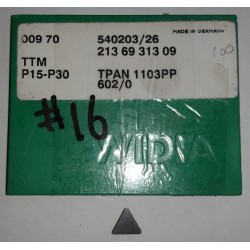 MADE IN GERMANY
009 70 540203/26
213 69 313 09
100
TTM
P15-P30 TPAN 1103PP
602/0
#16
WIDIA